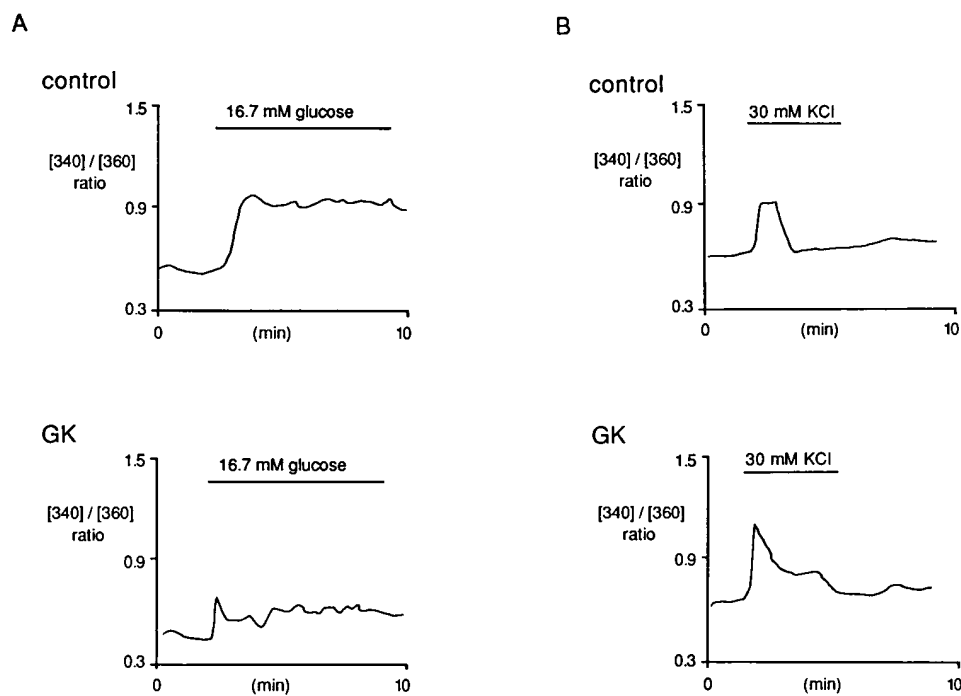 A
control
1.5
16.7 mM glucose
[340] / [360]
ratio
0.9
0.3
0
(min)
10
GK
1.5
16.7 mM glucose
[340] / [360]
ratio
0.9
0.3
0
(min)
10
B
control
1.5
30 mM KCl
[340] / [360]
ratio
0.9
0.3
0
(min)
10
GK
1.5
30 mM KCl
[340] / [360]
ratio
0.9
0.3
0
(min)
10